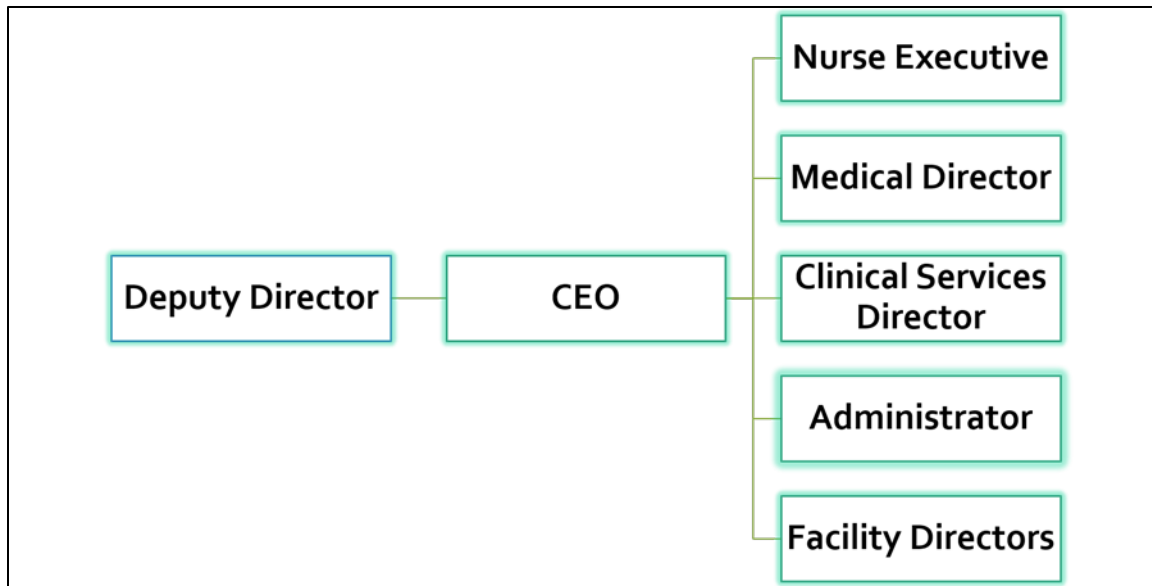 Deputy Director
CEO
Nurse Executive
Medical Director
Clinical Services
Director
Administrator
Facility Directors